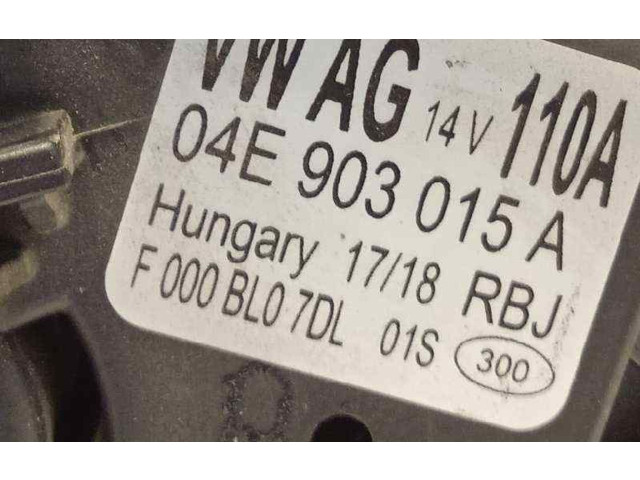 VW AG 14V 110A
04E 903 015 A
Hungary 17/18 RBJ
F 000 BL0 7DL 01S 300